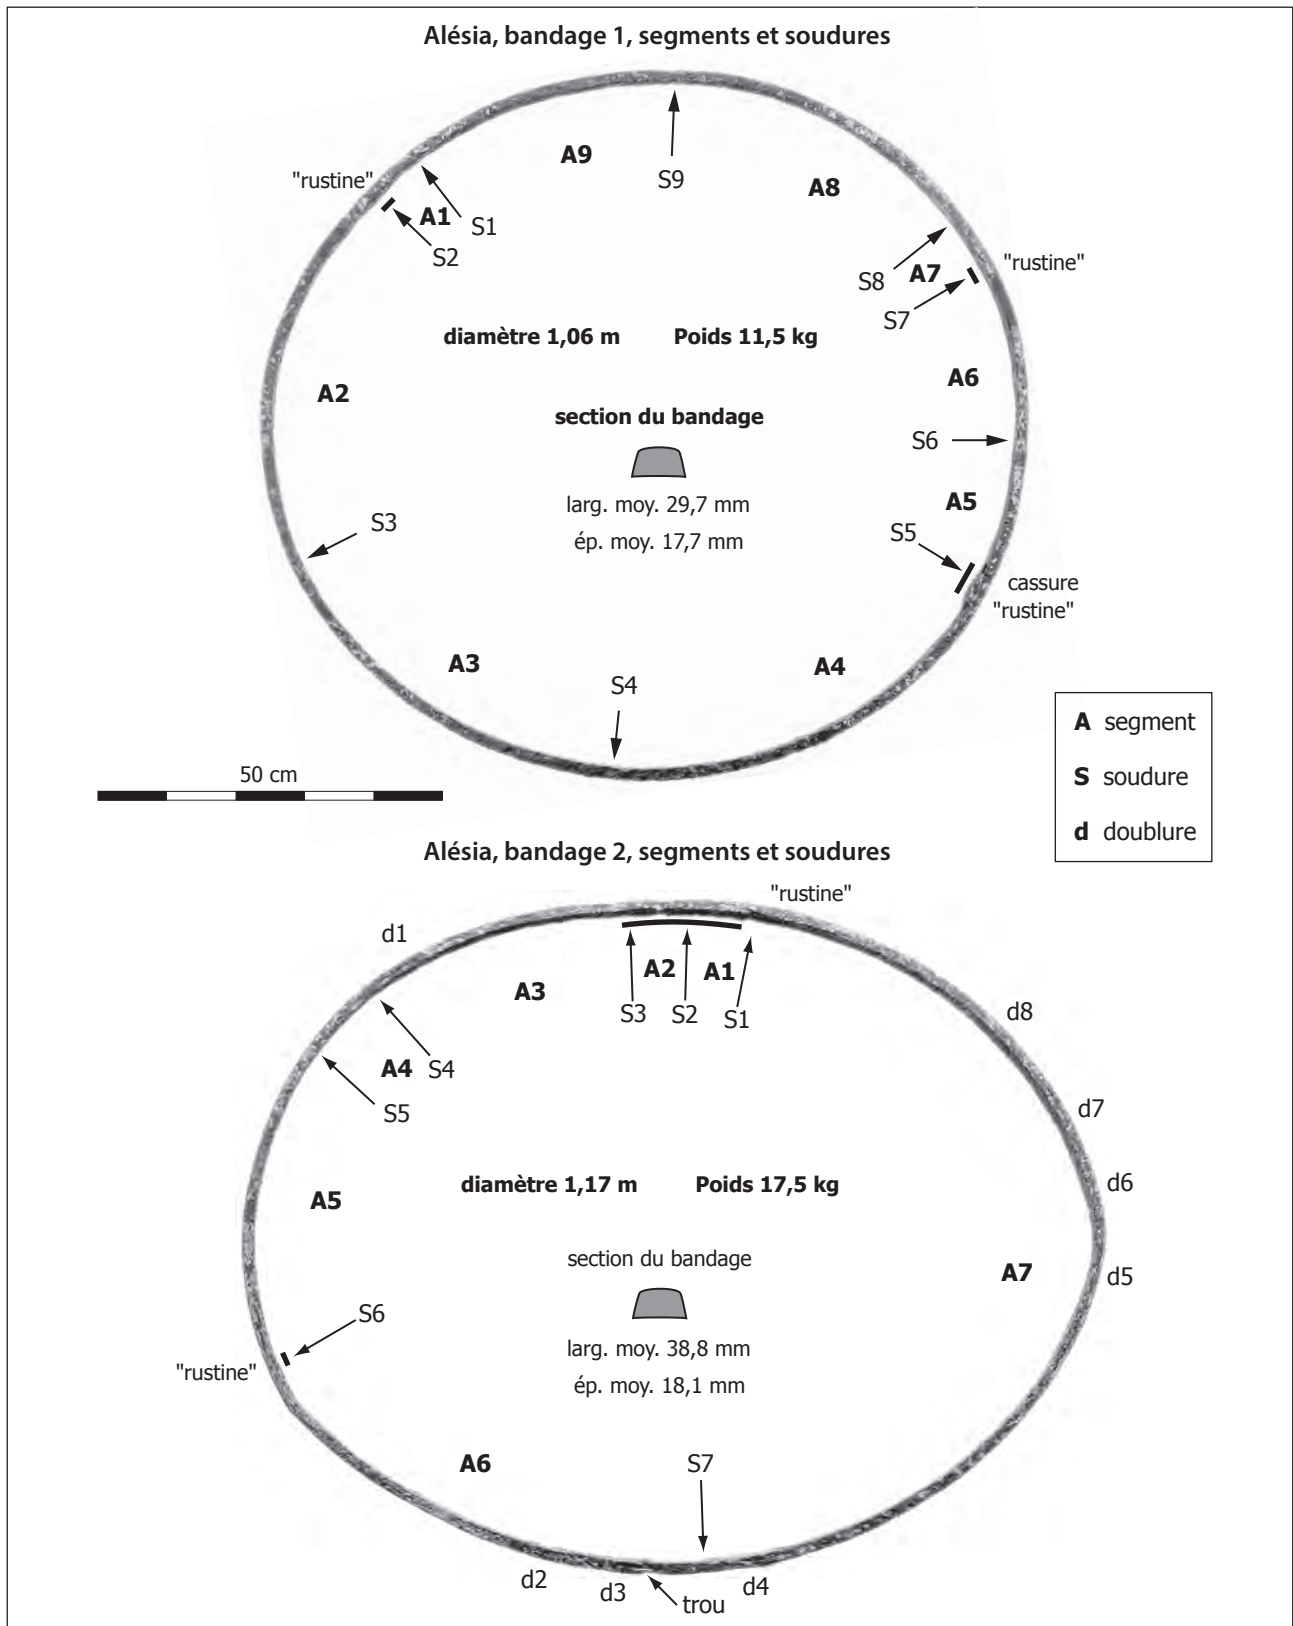 Alésia, bandage 1, segments et soudures
A9
S9
A8
"rustine"
A1
S1
S2
"rustine"
S8
A7
S7
diamètre 1,06 m
Poids 11,5 kg
A2
A6
section du bandage
S6
larg. moy. 29,7 mm
A5
S3
ép. moy. 17,7 mm
S5
cassure
"rustine"
A3
A4
S4
50 cm
A segment
S soudure
d doublure
Alésia, bandage 2, segments et soudures
"rustine"
d1
A3
A2
A1
S3
S2
S1
d8
A4
S4
S5
d7
diamètre 1,17 m
Poids 17,5 kg
d6
A5
section du bandage
A7
d5
S6
larg. moy. 38,8 mm
"rustine"
ép. moy. 18,1 mm
A6
S7
d2
d3
d4
trou